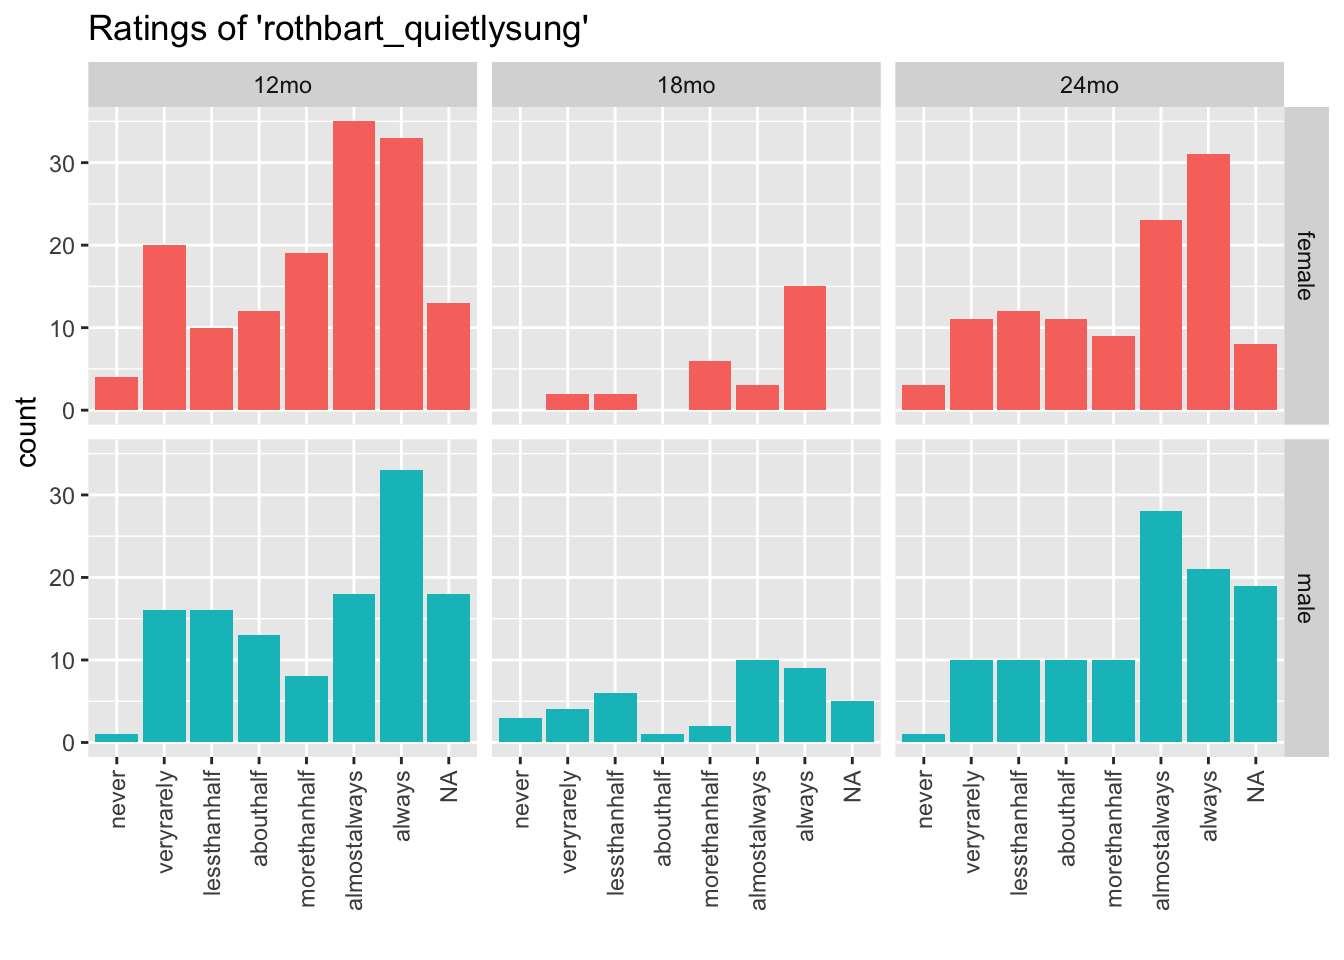 Ratings of 'rothbart_quietlysung'
12mo
18mo
24mo
30
20
10
0
female
count
30
20
10
0
male
never
veryrarely
lessthanhalf
abouthalf
morethanhalf
almostalways
always
NA
never
veryrarely
lessthanhalf
abouthalf
morethanhalf
almostalways
always
NA
never
veryrarely
lessthanhalf
abouthalf
morethanhalf
almostalways
always
NA